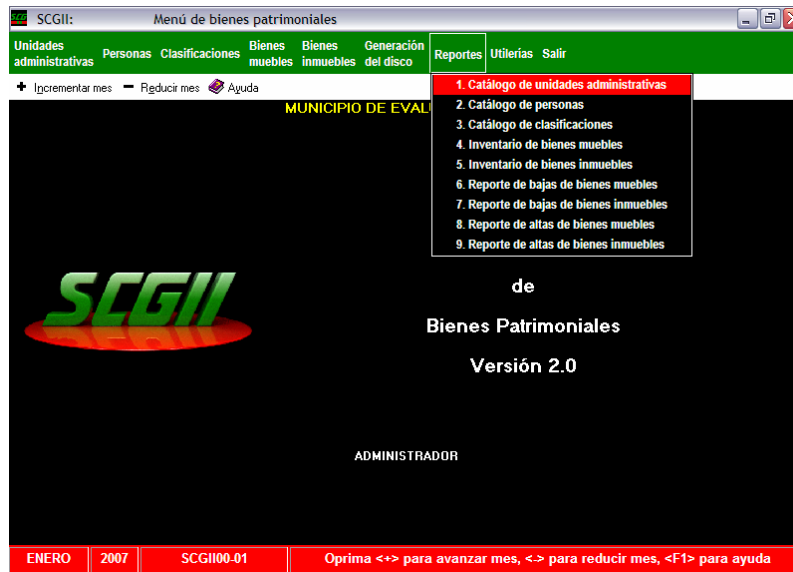 SCGII: Menú de bienes patrimoniales
Unidades administrativas Personas Clasificaciones Bienes muebles Bienes inmuebles Generación del disco Reportes Utilerías Salir
Incrementar mes Reducir mes Ayuda
MUNICIPIO DE
1. Catálogo de unidades administrativas
2. Catálogo de personas
3. Catálogo de clasificaciones
4. Inventario de bienes muebles
5. Inventario de bienes inmuebles
6. Reporte de bajas de bienes muebles
7. Reporte de bajas de bienes inmuebles
8. Reporte de altas de bienes muebles
9. Reporte de altas de bienes inmuebles
SCGII
de
Bienes Patrimoniales
Versión 2.0
ADMINISTRADOR
ENERO 2007 SCGII00-01 Oprima <+> para avanzar mes, <-> para reducir mes, <F1> para ayuda